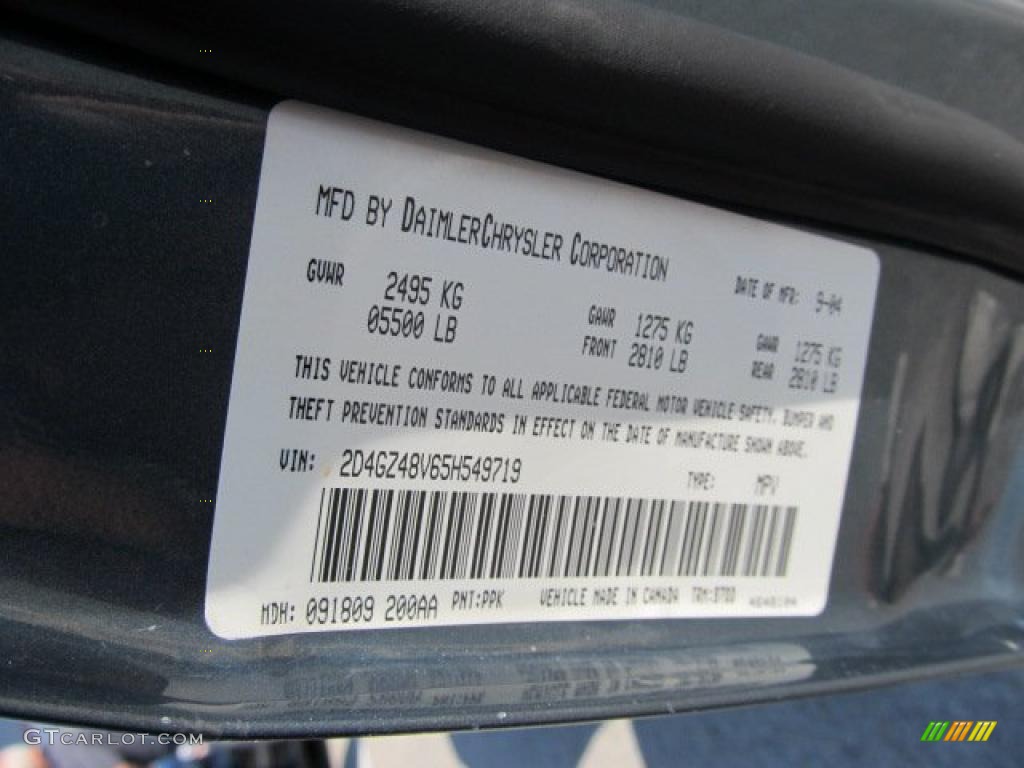 MFD BY DAIMLERCHRYSLER CORPORATION
DATE OF MFR: 9-04
GVWR 2495 KG
05500 LB
GAWR FRONT 1275 KG
2810 LB
GAWR REAR 1275 KG
2810 LB
THIS VEHICLE CONFORMS TO ALL APPLICABLE FEDERAL MOTOR VEHICLE SAFETY, BUMPER AND
THEFT PREVENTION STANDARDS IN EFFECT ON THE DATE OF MANUFACTURE SHOWN ABOVE.
VIN: 2D4GZ48V65H549719 TYPE: MPV
MDH: 091809 200AA PNT:PPK VEHICLE MADE IN CANADA
GTCARLOT.COM